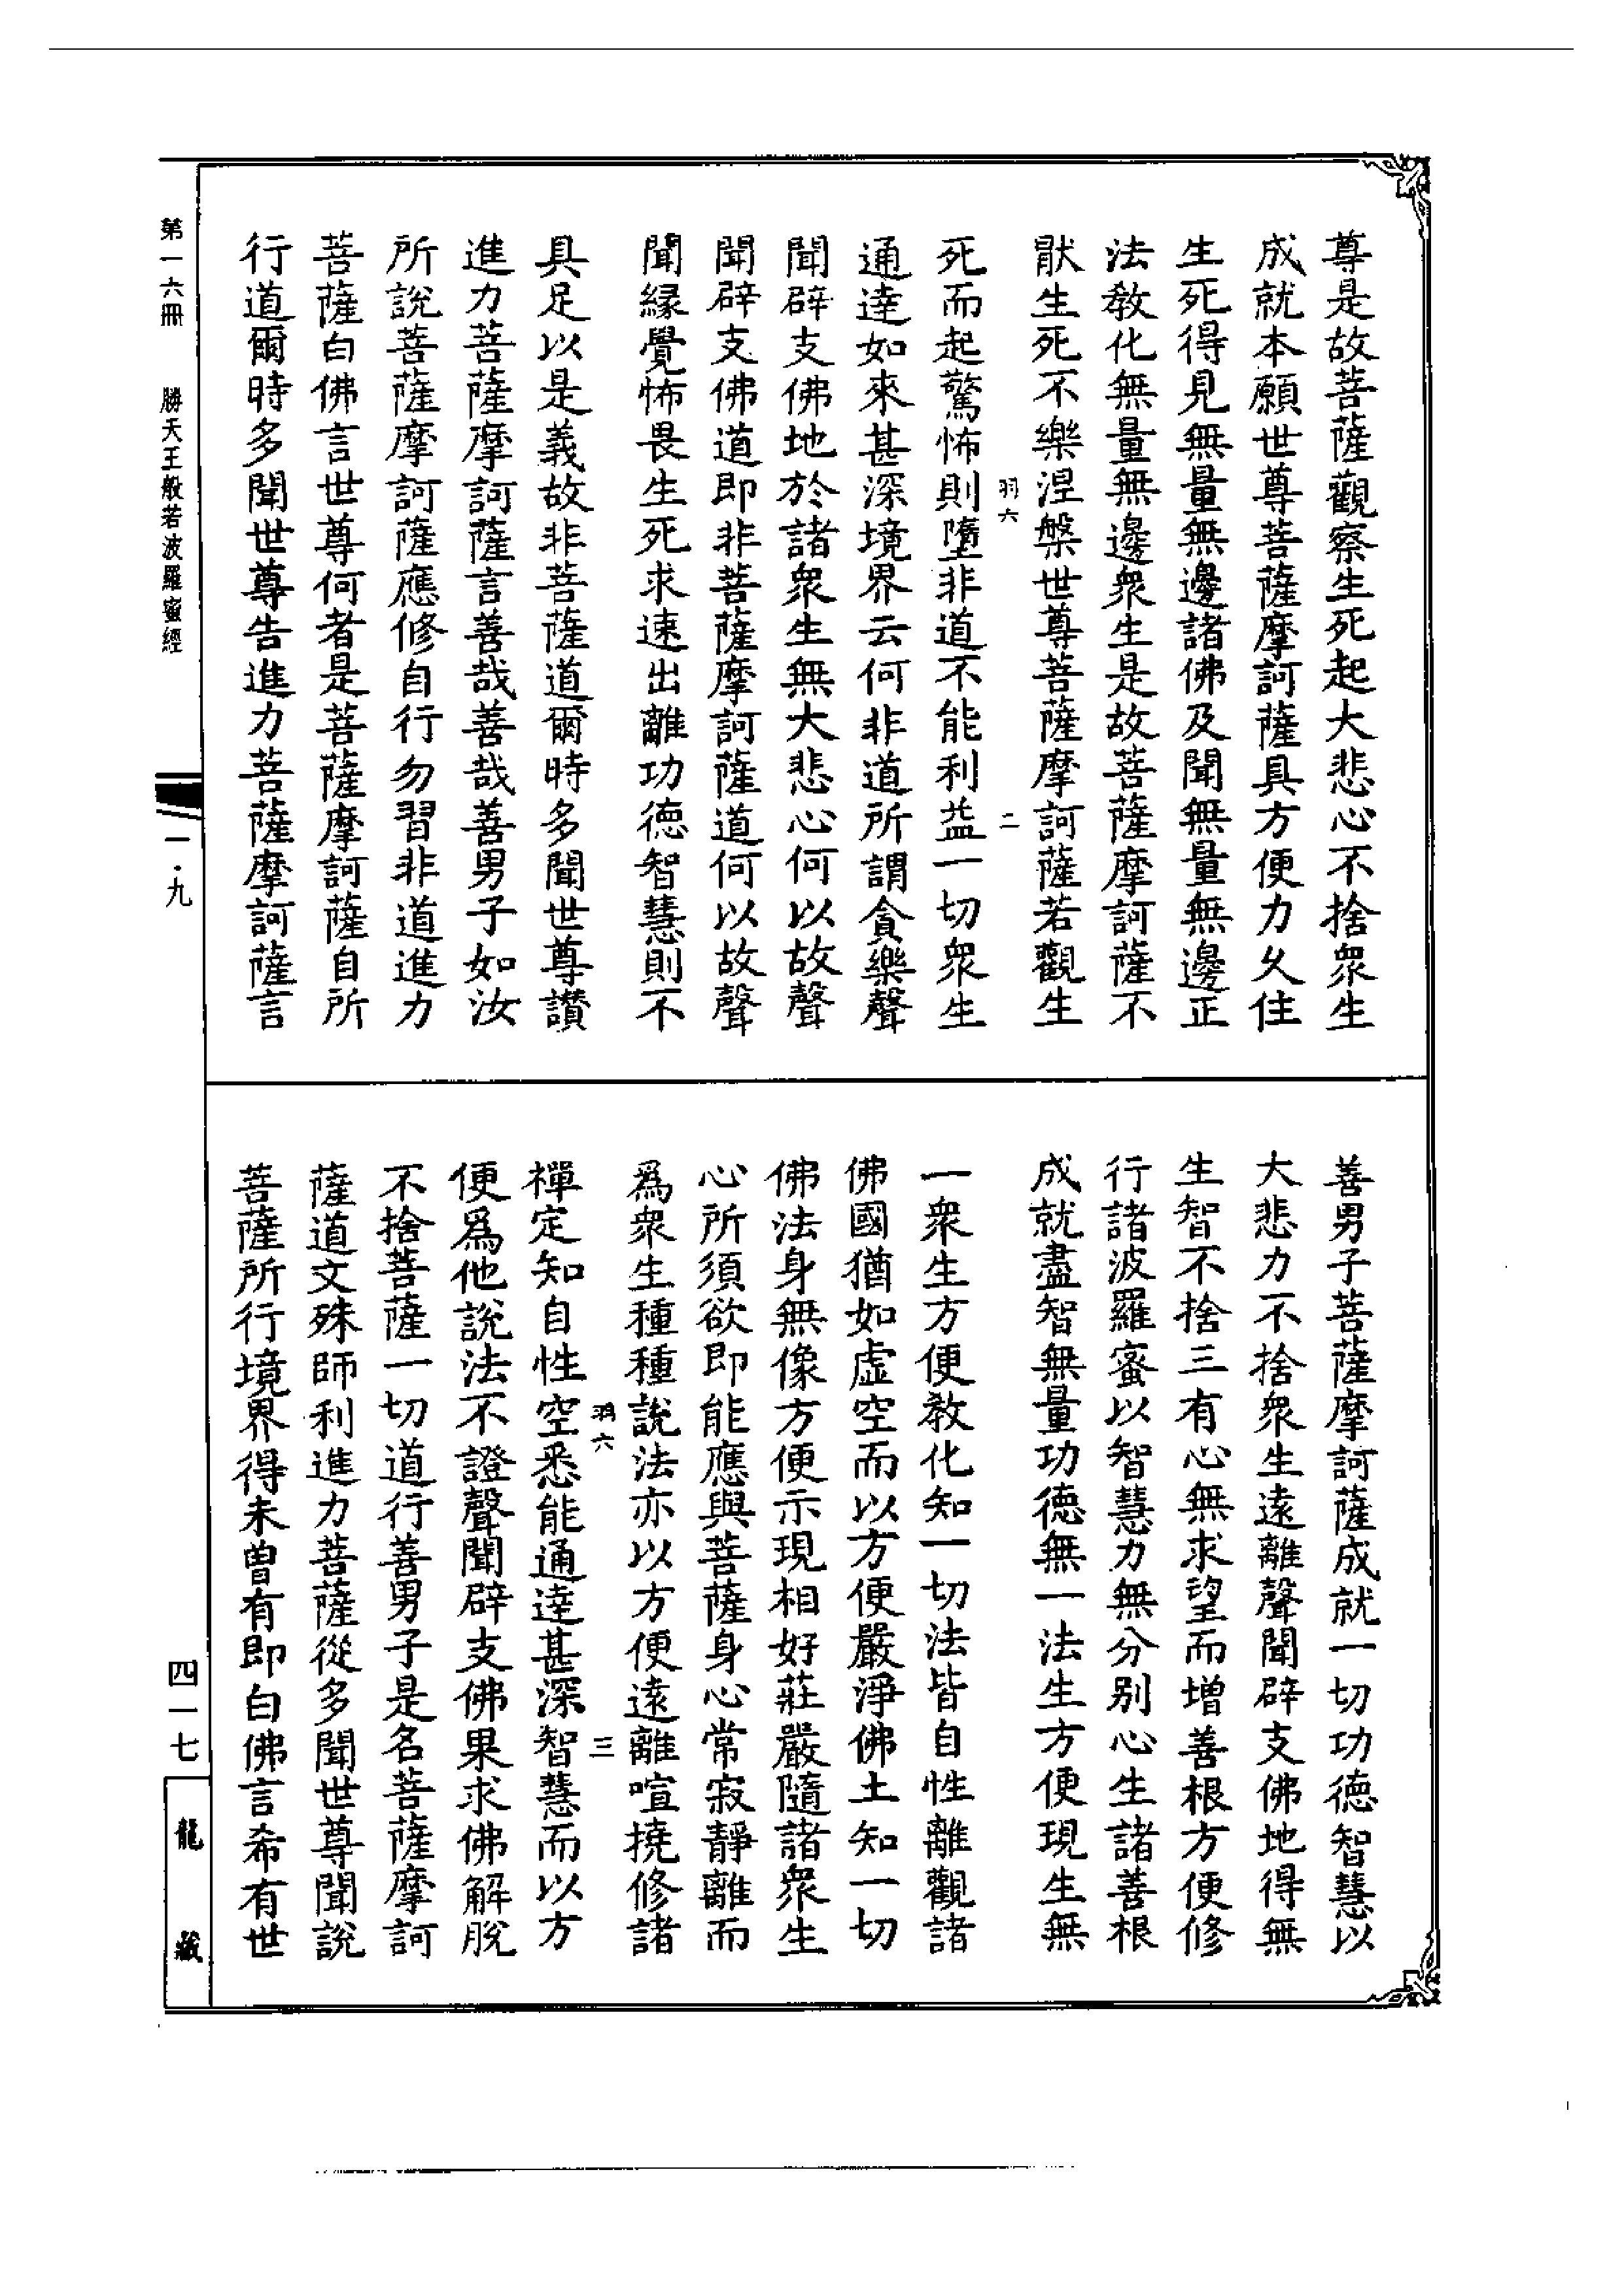 尊是故菩薩觀察生死起大悲心不捨衆生
成就本願世尊菩薩摩訶薩具方便力久住
生死得見無量無邊諸佛及聞無量無邊正
法教化無量無邊衆生是故菩薩摩訶薩不
猒生死不樂涅槃世尊菩薩摩訶薩若觀生
羽六 二
死而起驚怖則墮非道不能利益一切衆生
通達如來甚深境界云何非道所謂貪樂聲
聞辟支佛地於諸衆生無大悲心何以故聲
聞辟支佛道即非菩薩摩訶薩道何以故聲
聞緣覺怖畏生死求速出離功德智慧則不
具足以是義故非菩薩道爾時多聞世尊讚
進力菩薩摩訶薩言善哉善哉善男子如汝
所說菩薩摩訶薩應修自行勿習非道進力
菩薩白佛言世尊何者是菩薩摩訶薩自所
行道爾時多聞世尊告進力菩薩摩訶薩言
善男子菩薩摩訶薩成就一切功德智慧以
大悲力不捨衆生遠離聲聞辟支佛地得無
生智不捨三有心無求望而增善根方便修
行諸波羅蜜以智慧力無分別心生諸善根
成就盡智無量功德無一法生方便現生無
一衆生方便教化知一切法皆自性離觀諸
佛國猶如虛空而以方便嚴淨佛土知一切
佛法身無像方便示現相好莊嚴隨諸衆生
心所須欲即能應與菩薩身心常寂靜離而
爲衆生種種說法亦以方便遠離喧撓修諸
羽六 三
禪定知自性空悉能通達甚深智慧而以方
便爲他說法不證聲聞辟支佛果求佛解脫
不捨菩薩一切道行善男子是名菩薩摩訶
薩道文殊師利進力菩薩從多聞世尊聞說
菩薩所行境界得未曾有即白佛言希有世
第一六冊 勝天王般若波羅蜜經
一·九
四一七
龍藏